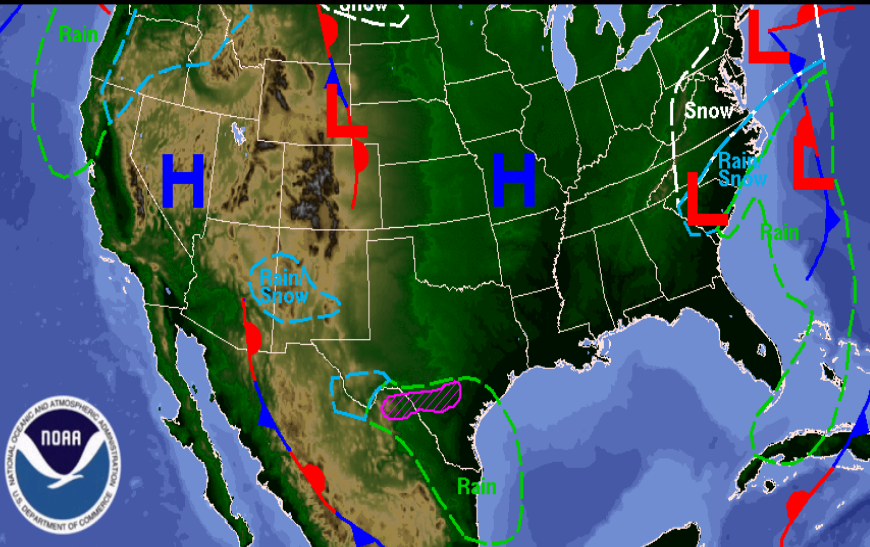 Snow
Rain
L
L
Snow
H
H
Rain/
Snow
L
L
Rain
Rain/
Snow
Rain
NATIONAL OCEANIC AND ATMOSPHERIC ADMINISTRATION
NOAA
U.S. DEPARTMENT OF COMMERCE